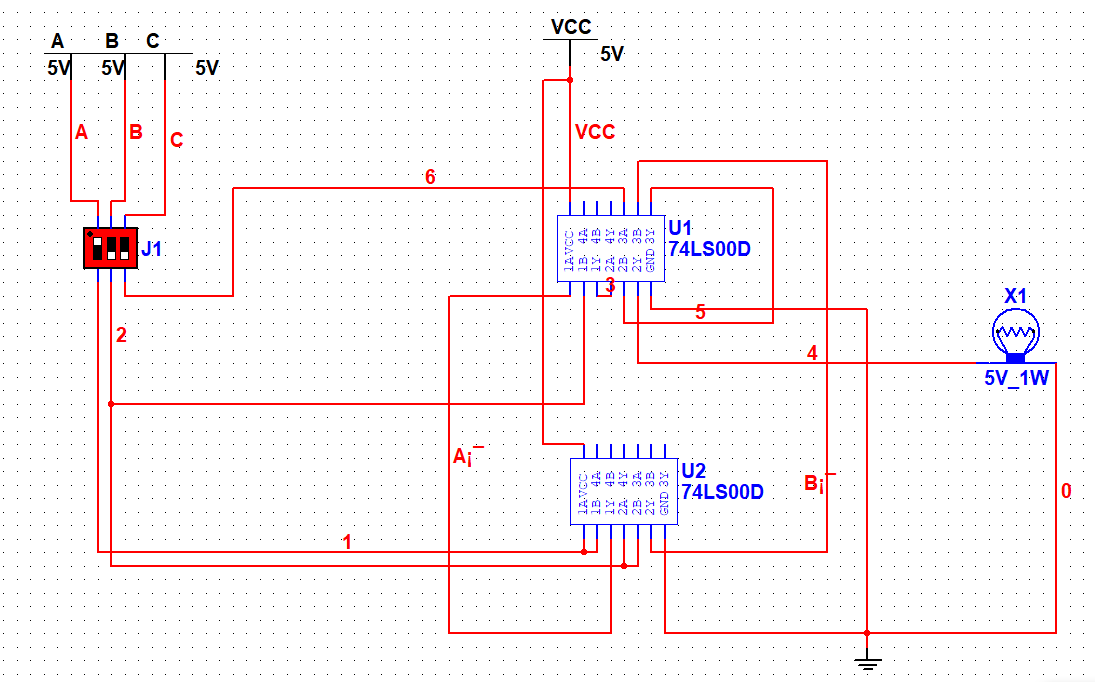 VCC
5V
A B C
5V 5V 5V
A B C
VCC
6
U1
74LS00D
1A VCC
1B 4A
1Y 4B
2A 4Y
2B 3A
2Y 3B
GND 3Y
J1
3
5
X1
2
4
5V_1W
A¡¯
U2
74LS00D
1A VCC
1B 4A
1Y 4B
2A 4Y
2B 3A
2Y 3B
GND 3Y
B¡¯
0
1